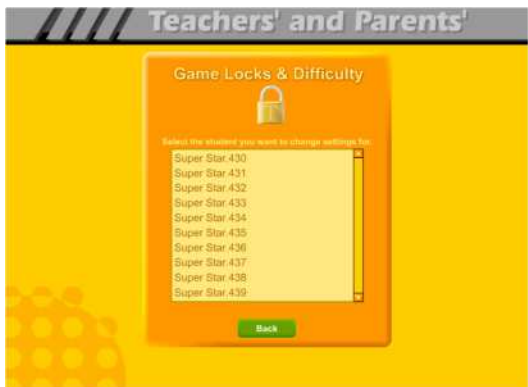 Teachers' and Parents'
Game Locks & Difficulty
Select the student you want to change settings for:
Super Star.430
Super Star.431
Super Star.432
Super Star.433
Super Star.434
Super Star.435
Super Star.436
Super Star.437
Super Star.438
Super Star.439
Back